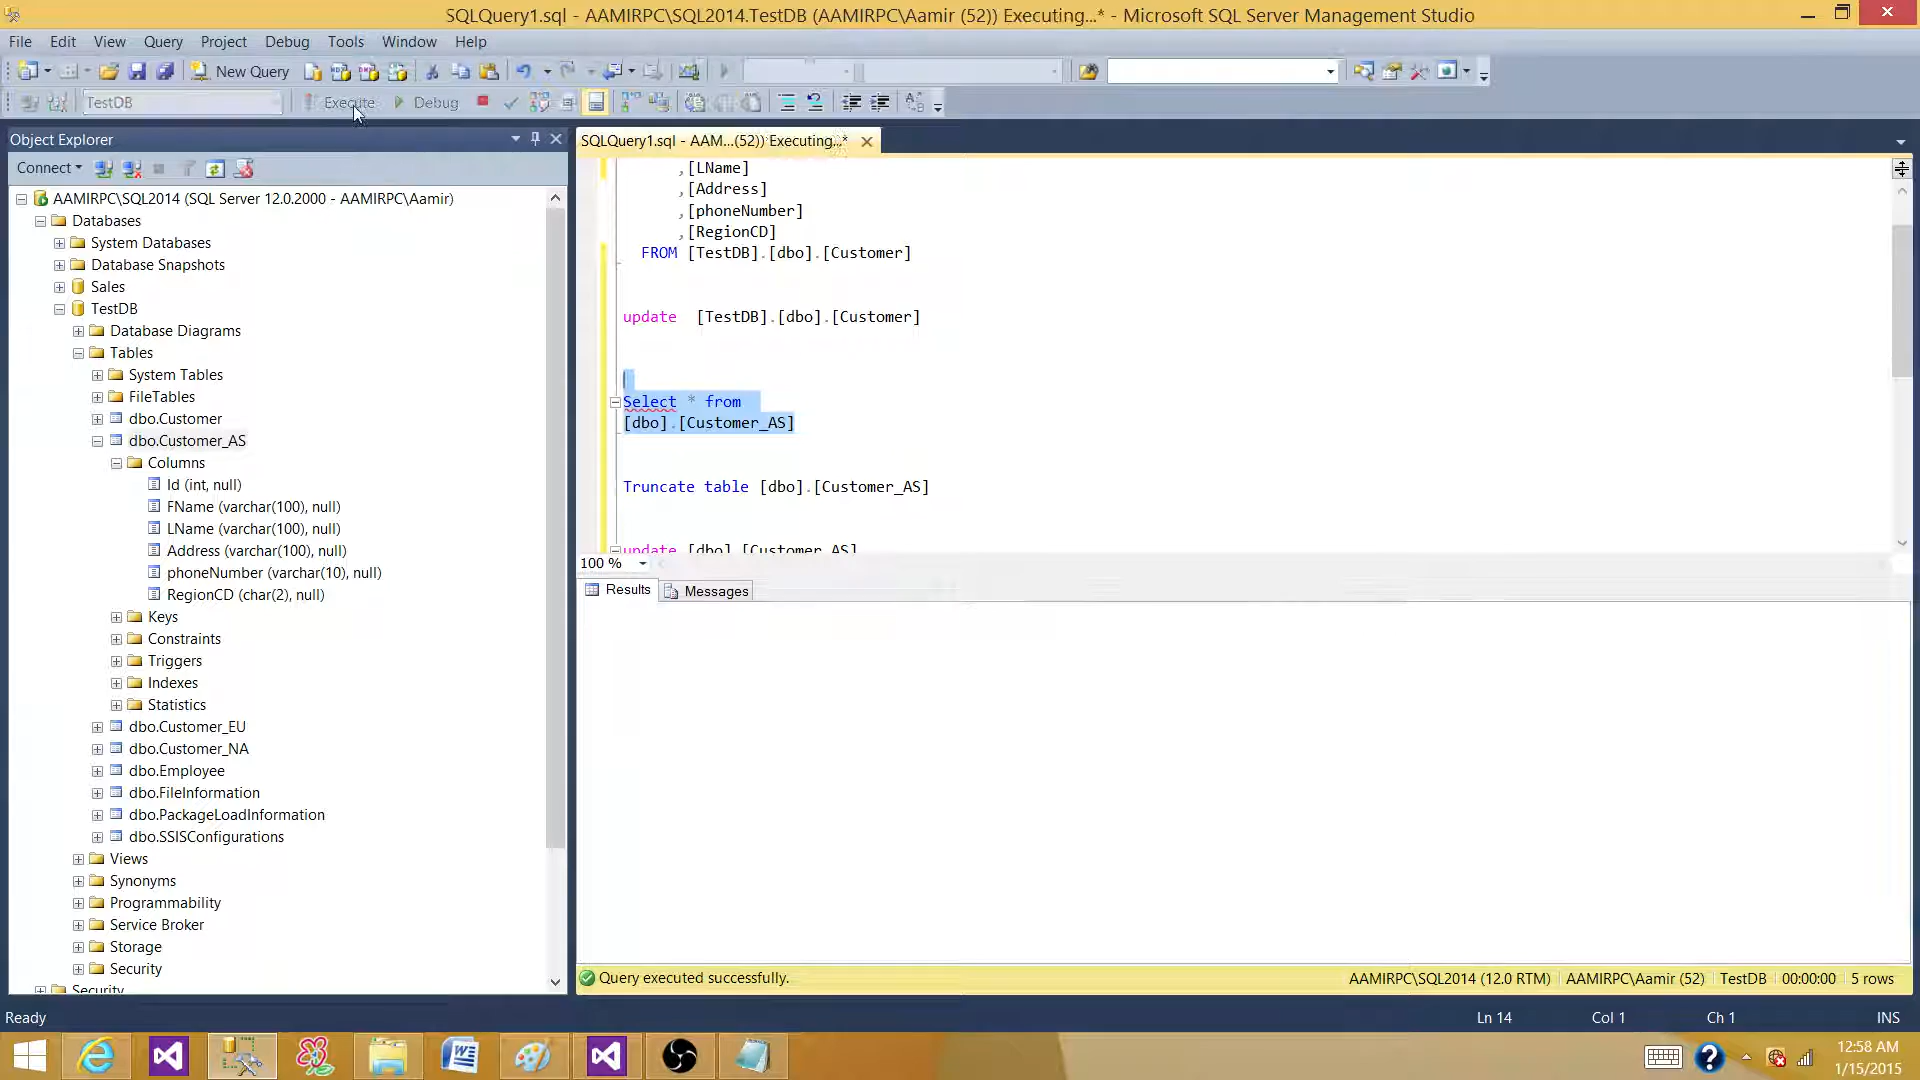 SQLQuery1.sql - AAMIRPC\SQL2014.TestDB (AAMIRPC\Aamir (52)) Executing...* - Microsoft SQL Server Management Studio
File Edit View Query Project Debug Tools Window Help
New Query
TestDB Execute Debug
Object Explorer
SQLQuery1.sql - AAM...(52)) Executing...*
Connect
AAMIRPC\SQL2014 (SQL Server 12.0.2000 - AAMIRPC\Aamir)
Databases
System Databases
Database Snapshots
Sales
TestDB
Database Diagrams
Tables
System Tables
FileTables
dbo.Customer
dbo.Customer_AS
Columns
Id (int, null)
FName (varchar(100), null)
LName (varchar(100), null)
Address (varchar(100), null)
phoneNumber (varchar(10), null)
RegionCD (char(2), null)
Keys
Constraints
Triggers
Indexes
Statistics
dbo.Customer_EU
dbo.Customer_NA
dbo.Employee
dbo.FileInformation
dbo.PackageLoadInformation
dbo.SSISConfigurations
Views
Synonyms
Programmability
Service Broker
Storage
Security
Security
,[LName]
,[Address]
,[phoneNumber]
,[RegionCD]
FROM [TestDB].[dbo].[Customer]
update [TestDB].[dbo].[Customer]
Select * from
[dbo].[Customer_AS]
Truncate table [dbo].[Customer_AS]
update [dbo].[Customer_AS]
100 %
Results Messages
Query executed successfully. AAMIRPC\SQL2014 (12.0 RTM) AAMIRPC\Aamir (52) TestDB 00:00:00 5 rows
Ready Ln 14 Col 1 Ch 1 INS
12:58 AM
1/15/2015